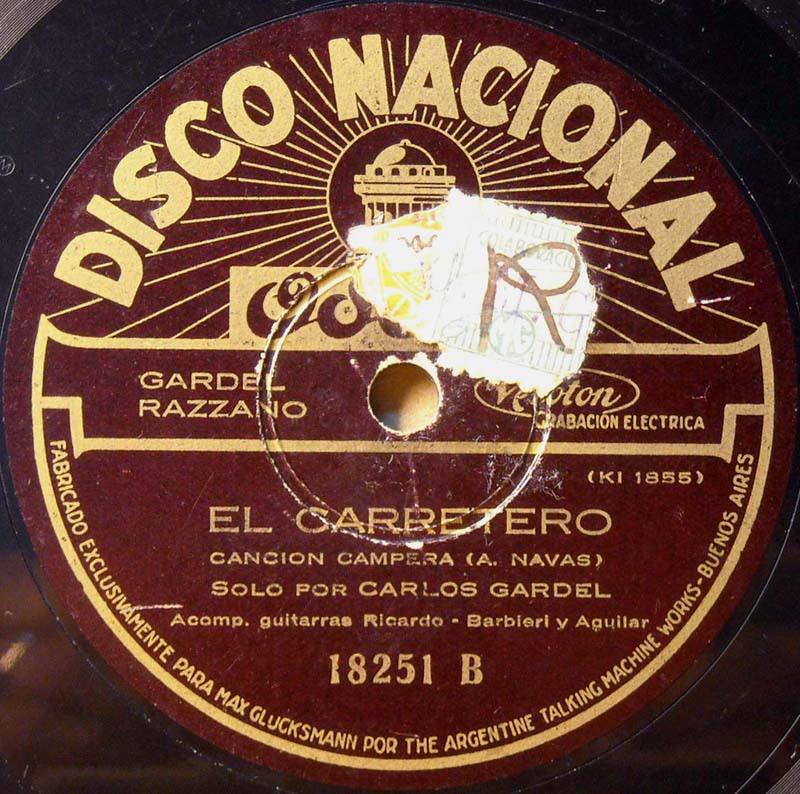 DISCO NACIONAL
COLABORACIO
R
GARDEL
RAZZANO
GRABACIÓN ELECTRICA
(KI 1855)
EL CARRETERO
CANCION CAMPERA (A. NAVAS)
SOLO POR CARLOS GARDEL
Acomp. guitarras Ricardo - Barbieri y Aguilar
18251 B
FABRICADO EXCLUSIVAMENTE PARA MAX GLUCKSMANN POR THE ARGENTINE TALKING MACHINE WORKS-BUENOS AIRES